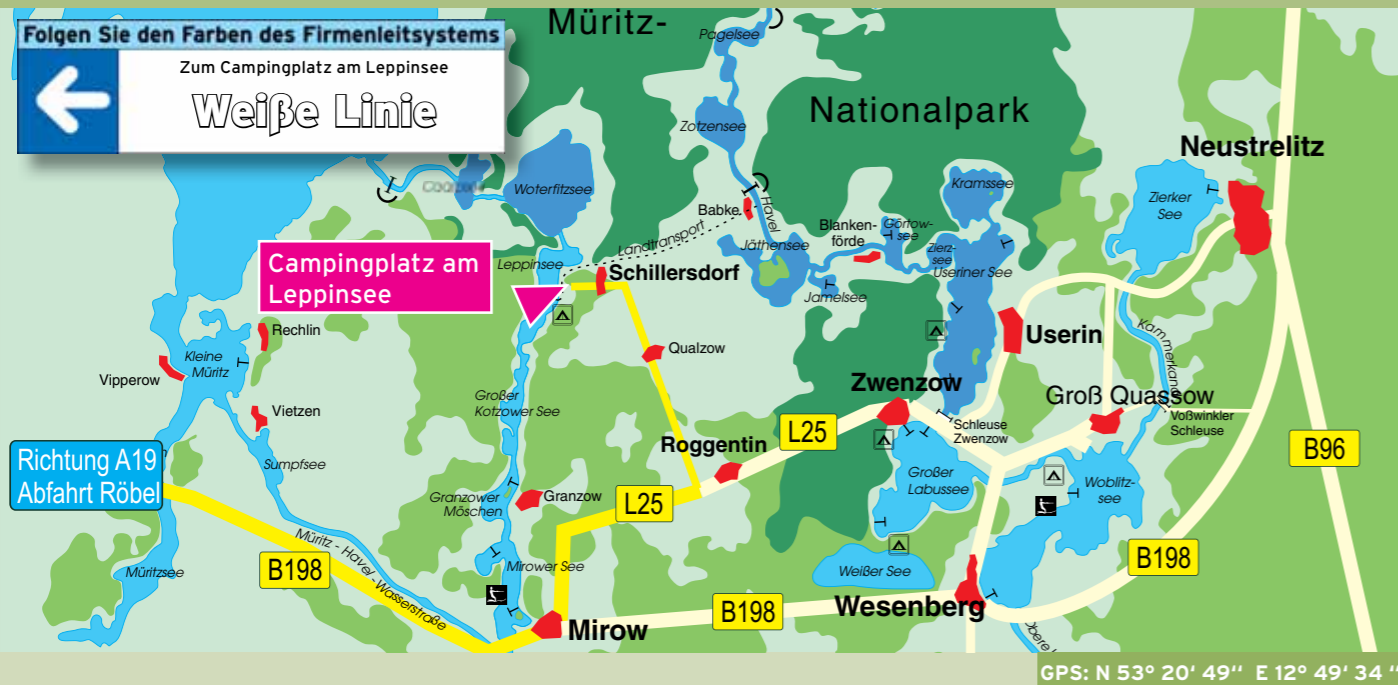 Müritz-
Nationalpark
Folgen Sie den Farben des Firmenleitsystems
Zum Campingplatz am Leppinsee
Weiße Linie
Pagelsee
Zotzensee
Neustrelitz
Woterfitzsee
Kramssee
Zierker
See
Babke
Havel
Landtransport
Jäthensee
Blanken-
förde
Görtow-
see
Zierz-
see
Useriner See
Jamelsee
Leppinsee
Campingplatz am
Leppinsee
Schillersdorf
Rechlin
Kleine
Müritz
Vipperow
Qualzow
Userin
Vietzen
Großer
Kotzower See
Zwenzow
Groß Quassow
Voßwinkler
Schleuse
Schleuse
Zwenzow
Roggentin
L25
B96
Richtung A19
Abfahrt Röbel
Sumpfsee
Großer
Labussee
Woblitz-
see
Granzower
Möschen
Granzow
L25
Müritz - Havel - Wasserstraße
B198
Müritzsee
Mirower See
Weißer See
B198
Mirow
B198
Wesenberg
GPS: N 53° 20‘ 49‘‘ E 12° 49‘ 34 ‘‘